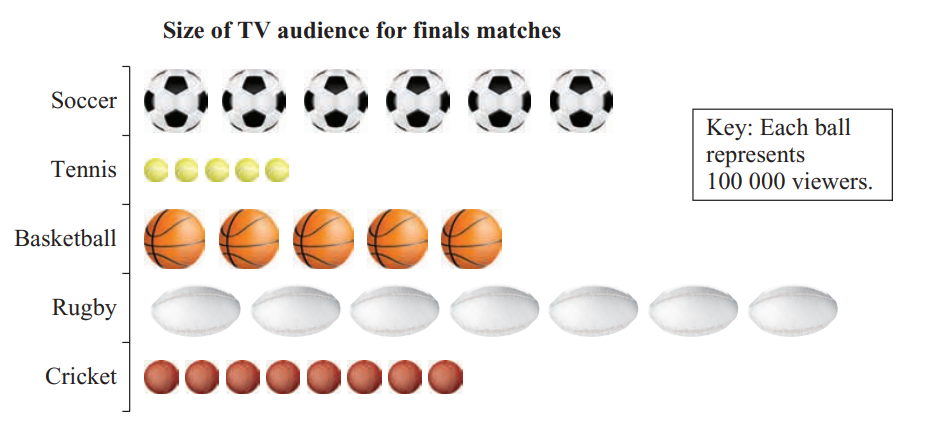 Size of TV audience for finals matches
Soccer
Tennis
Basketball
Rugby
Cricket
Key: Each ball
represents
100 000 viewers.